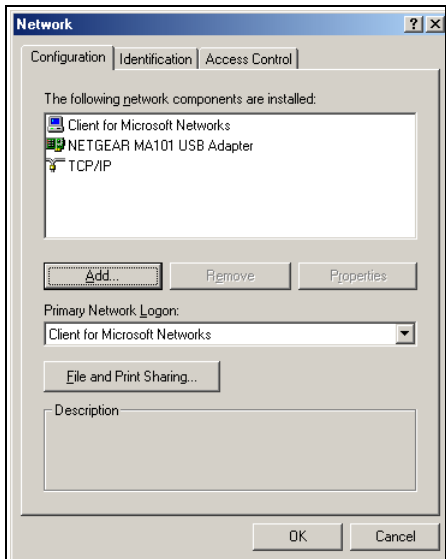 Network
Configuration Identification Access Control
The following network components are installed:
Client for Microsoft Networks
NETGEAR MA101 USB Adapter
TCP/IP
Add... Remove Properties
Primary Network Logon:
Client for Microsoft Networks
File and Print Sharing...
Description
OK Cancel